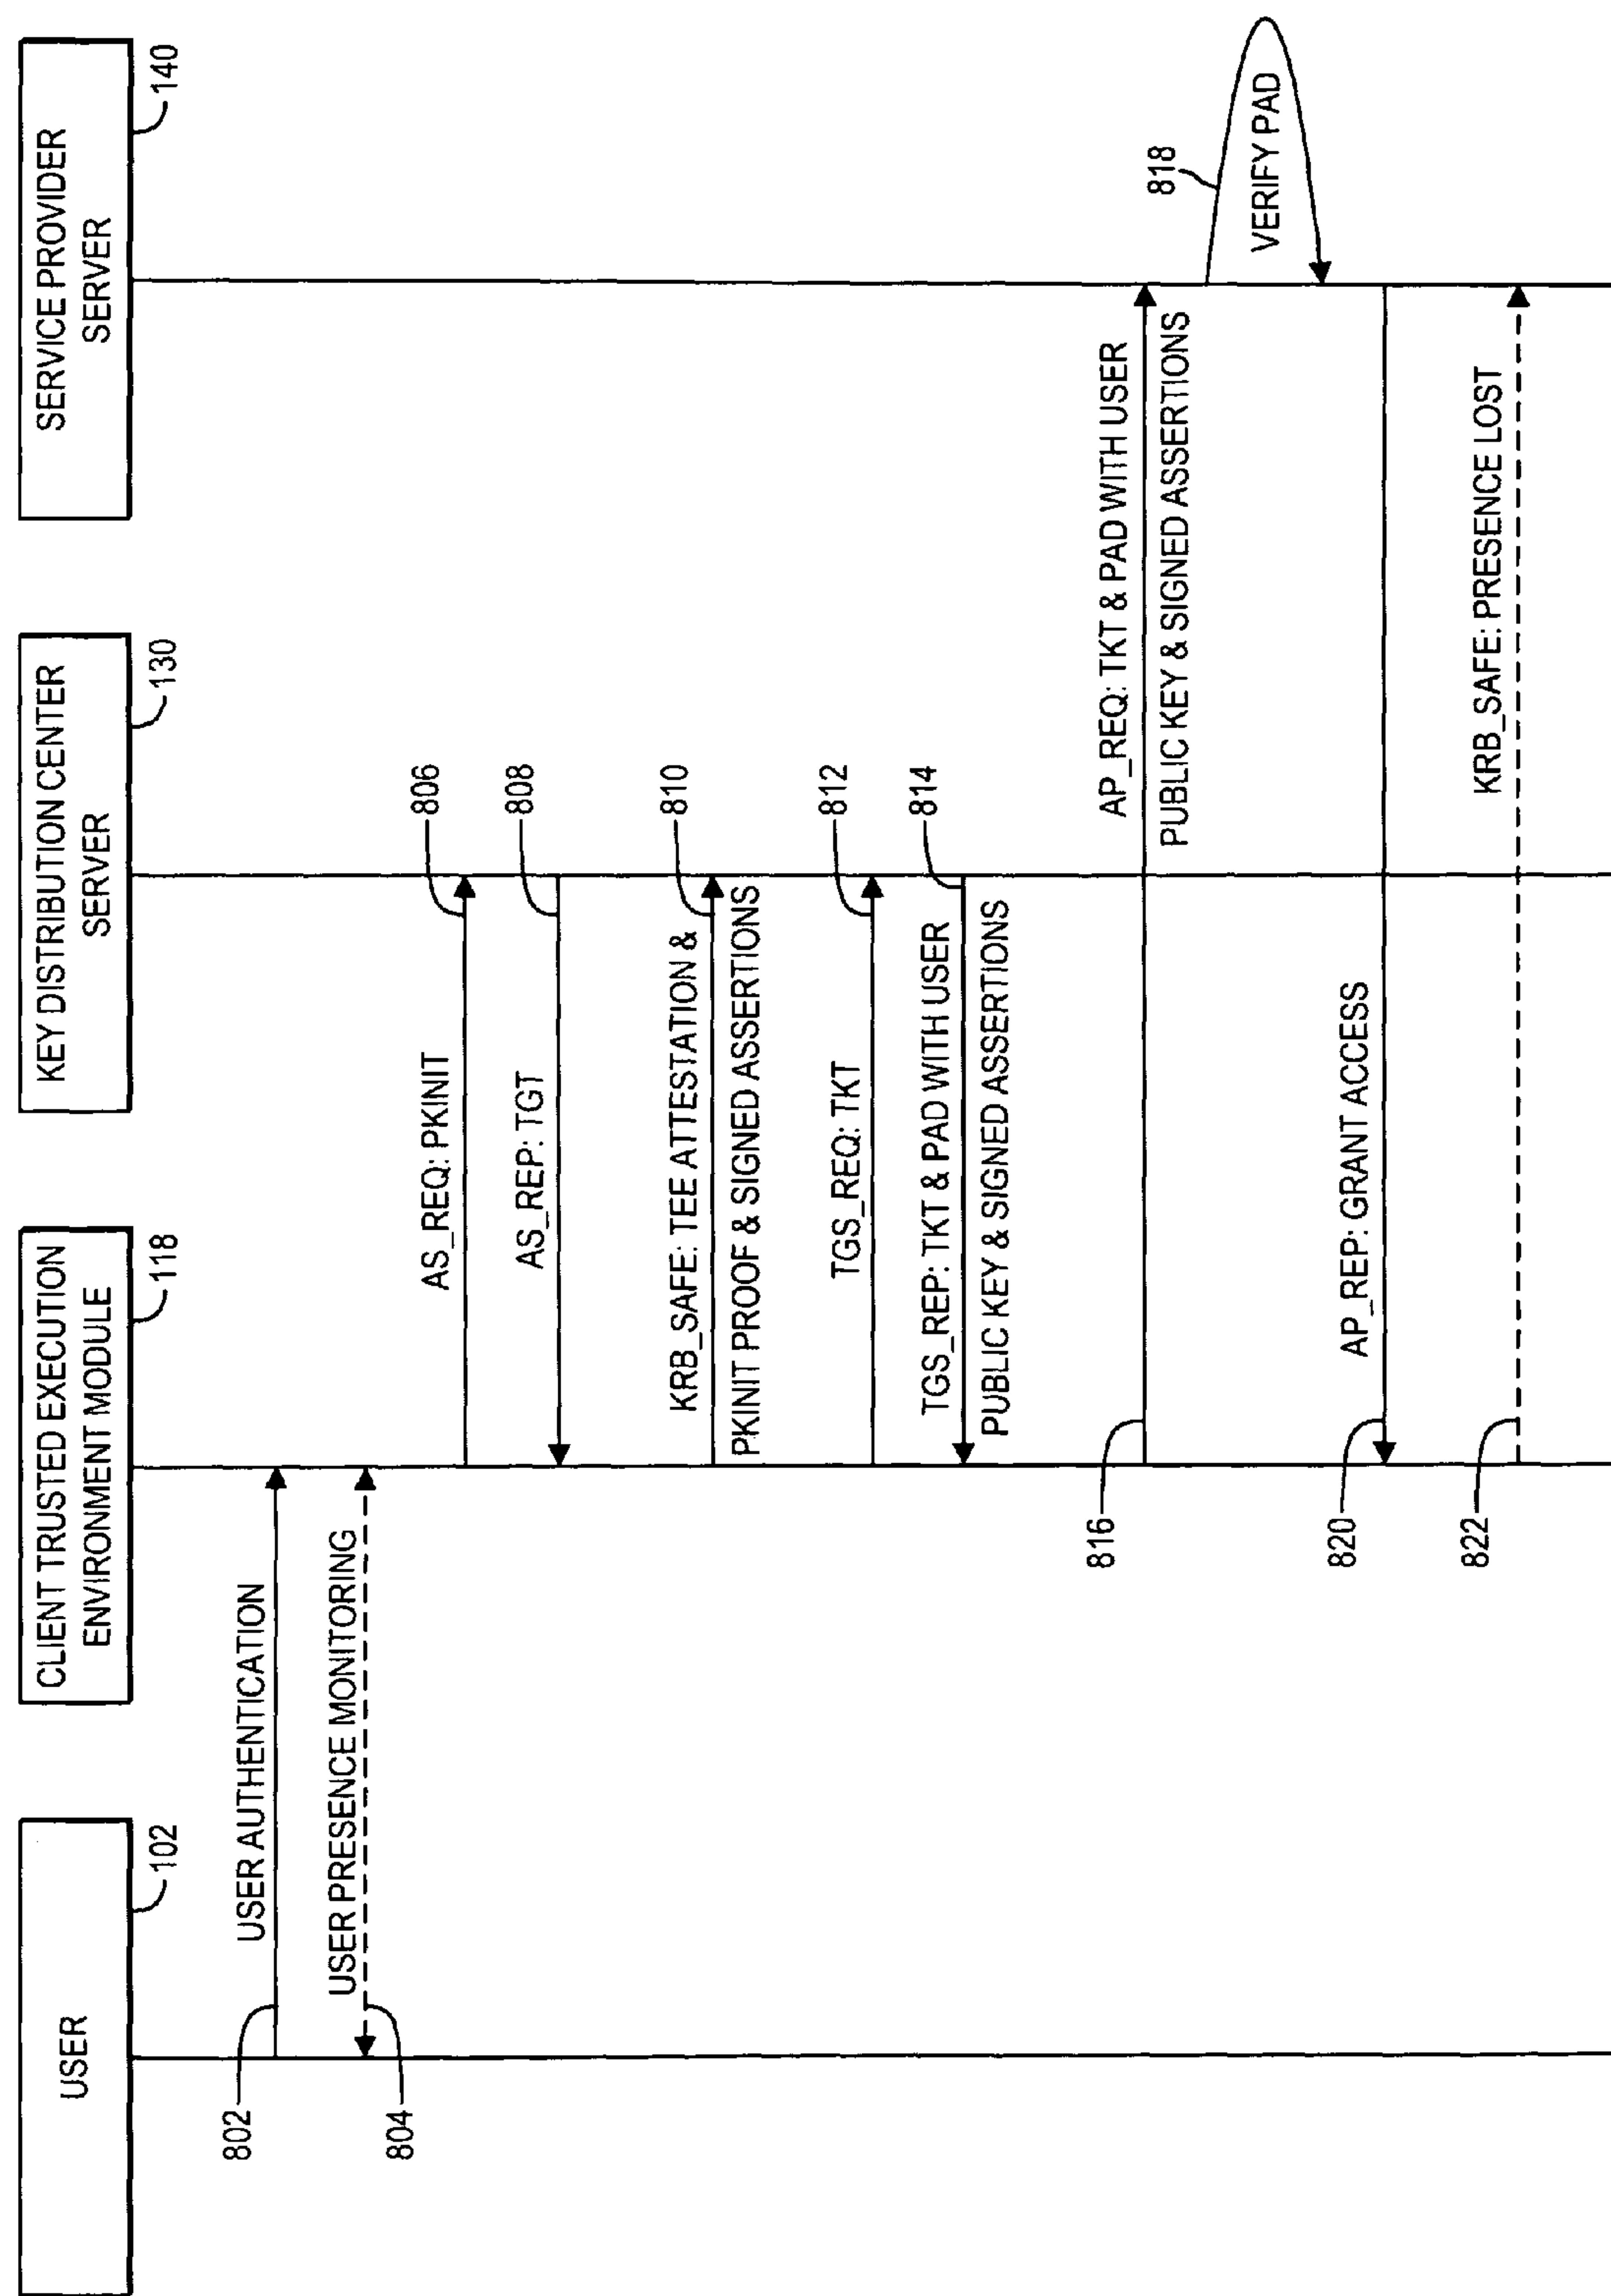 USER
102
CLIENT TRUSTED EXECUTION
ENVIRONMENT MODULE
118
KEY DISTRIBUTION CENTER
SERVER
130
SERVICE PROVIDER
SERVER
140
802
USER AUTHENTICATION
USER PRESENCE MONITORING
804
AS_REQ: PKINIT
806
AS_REP: TGT
808
KRB_SAFE: TEE ATTESTATION &
PKINIT PROOF & SIGNED ASSERTIONS
810
TGS_REQ: TKT
812
TGS_REP: TKT & PAD WITH USER
PUBLIC KEY & SIGNED ASSERTIONS
814
816
AP_REQ: TKT & PAD WITH USER
PUBLIC KEY & SIGNED ASSERTIONS
818
VERIFY PAD
820
AP_REP: GRANT ACCESS
822
KRB_SAFE: PRESENCE LOST